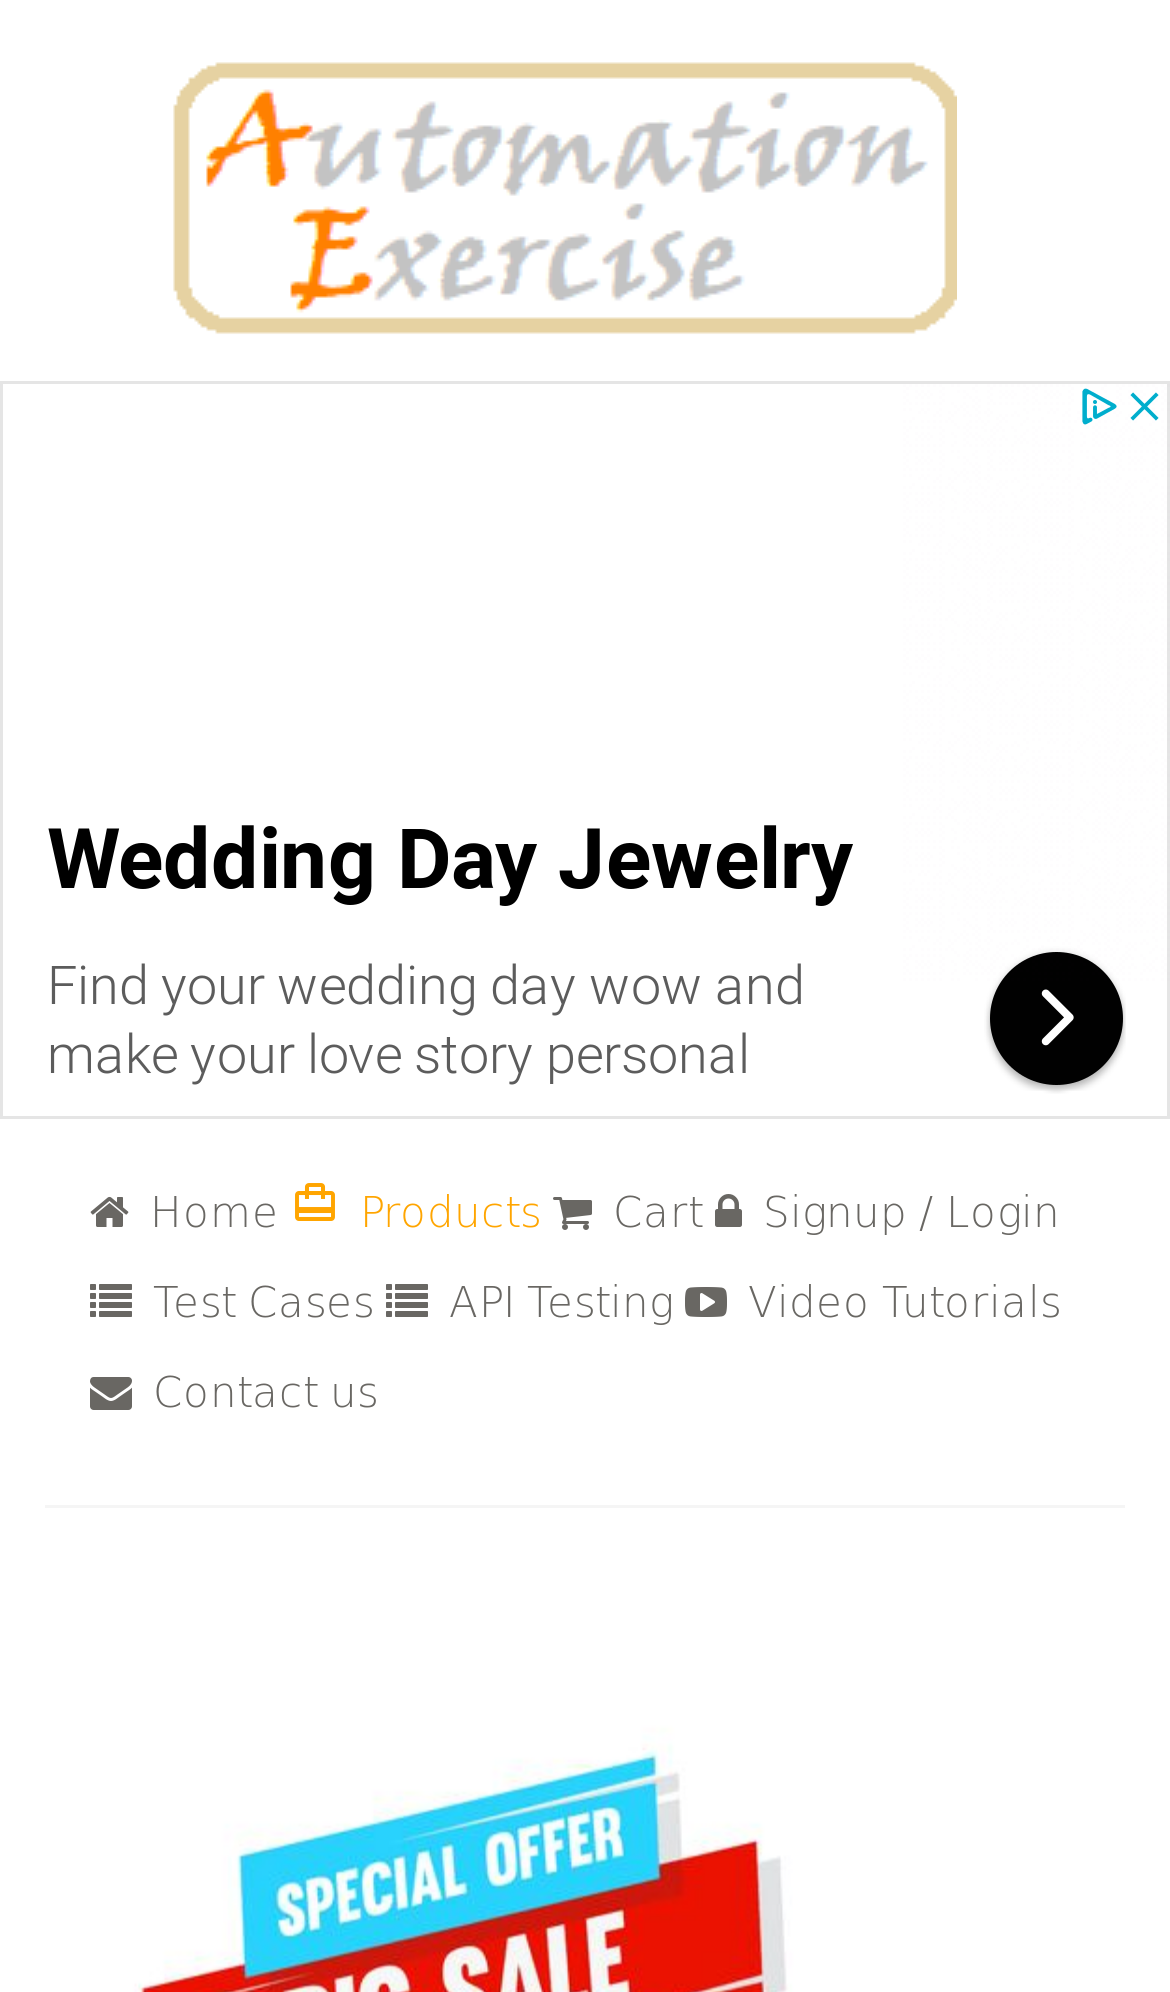 Automation
Exercise
Wedding Day Jewelry
Find your wedding day wow and
make your love story personal
Home Products Cart Signup / Login
Test Cases API Testing Video Tutorials
Contact us
SPECIAL OFFER
BIG SALE